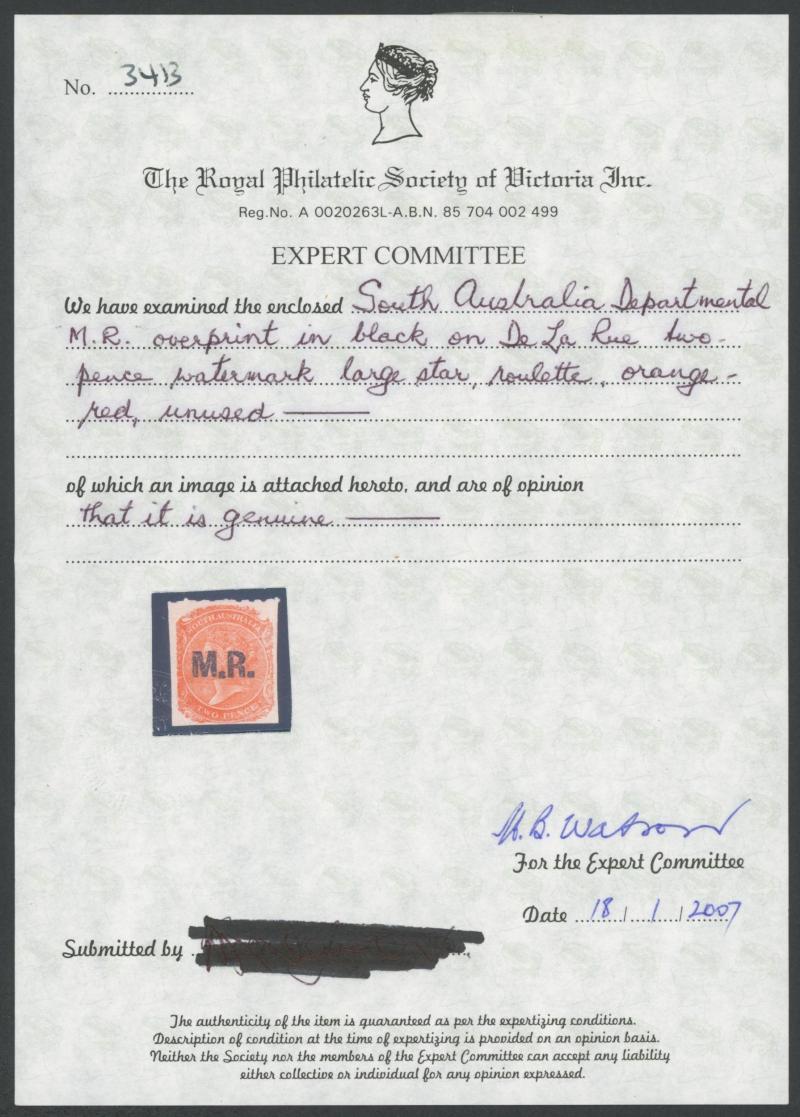 No. 3413
The Royal Philatelic Society of Victoria Inc.
Reg.No. A 0020263L-A.B.N. 85 704 002 499
EXPERT COMMITTEE
We have examined the enclosed South Australia Departmental
M.R. overprint in black on De La Rue two-
pence watermark large star, roulette, orange-
red, unused
of which an image is attached hereto, and are of opinion
that it is genuine
SOUTH AUSTRALIA
M.R.
TWO PENCE
M.B. Watson
For the Expert Committee
Date 18 / 1 / 2007
Submitted by
The authenticity of the item is guaranteed as per the expertizing conditions.
Description of condition at the time of expertizing is provided on an opinion basis.
Neither the Society nor the members of the Expert Committee can accept any liability
either collective or individual for any opinion expressed.